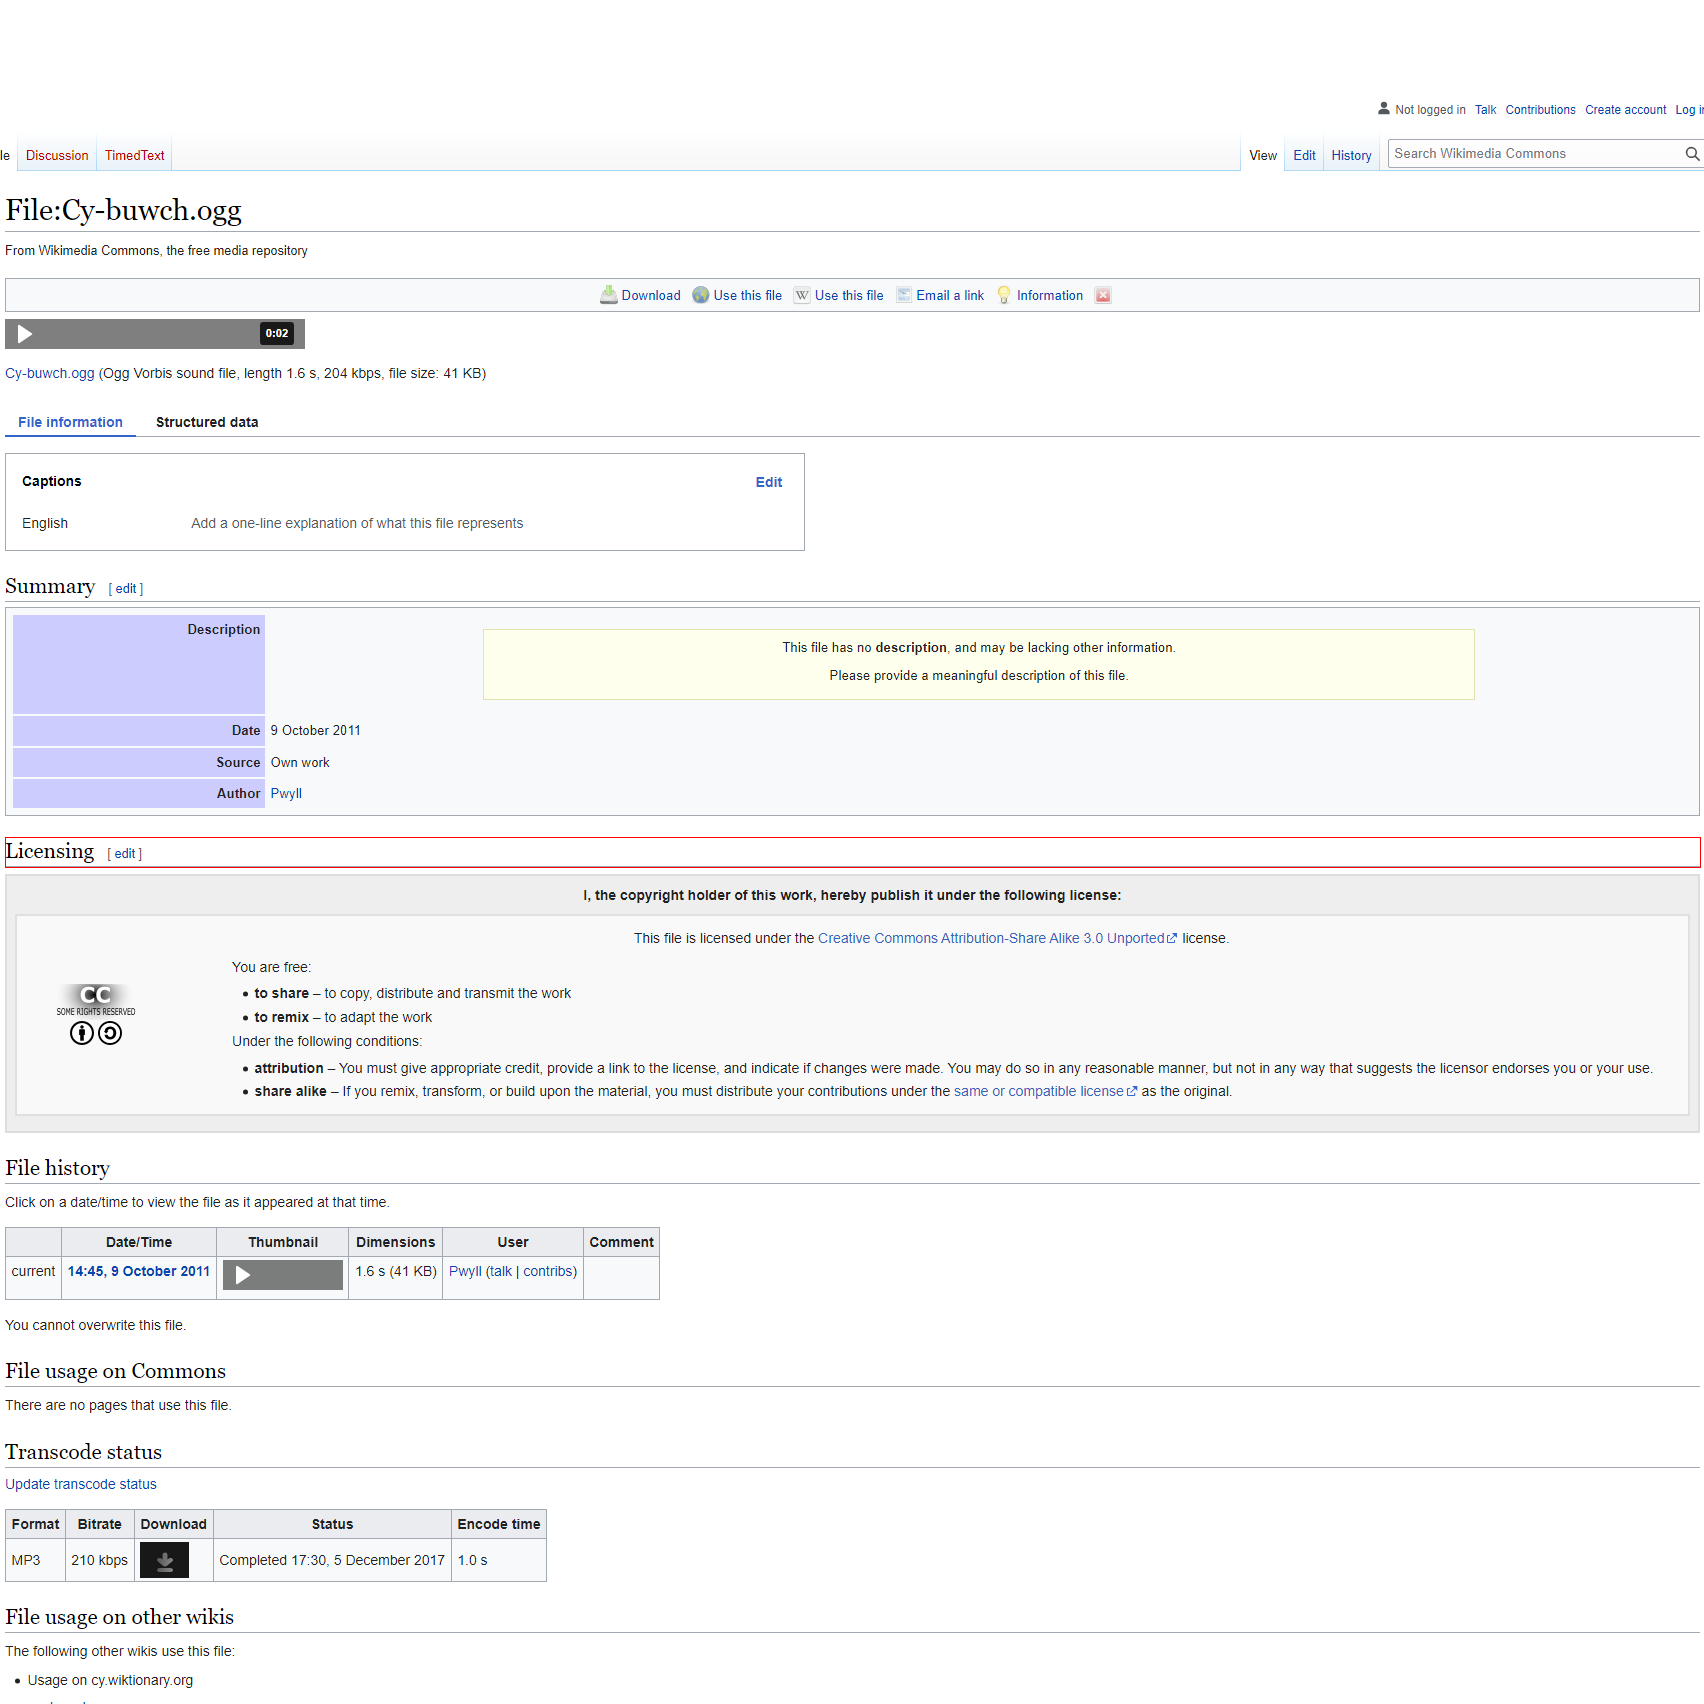 Not logged in Talk Contributions Create account Log in
le Discussion TimedText View Edit History Search Wikimedia Commons
File:Cy-buwch.ogg
From Wikimedia Commons, the free media repository
Download Use this file W Use this file Email a link Information
0:02
Cy-buwch.ogg (Ogg Vorbis sound file, length 1.6 s, 204 kbps, file size: 41 KB)
File information Structured data
Captions Edit
English Add a one-line explanation of what this file represents
Summary [ edit ]
Description
This file has no description, and may be lacking other information.
Please provide a meaningful description of this file.
Date 9 October 2011
Source Own work
Author Pwyll
Licensing [ edit ]
I, the copyright holder of this work, hereby publish it under the following license:
This file is licensed under the Creative Commons Attribution-Share Alike 3.0 Unported license.
You are free:
• to share – to copy, distribute and transmit the work
• to remix – to adapt the work
CC
SOME RIGHTS RESERVED
Under the following conditions:
• attribution – You must give appropriate credit, provide a link to the license, and indicate if changes were made. You may do so in any reasonable manner, but not in any way that suggests the licensor endorses you or your use.
• share alike – If you remix, transform, or build upon the material, you must distribute your contributions under the same or compatible license as the original.
File history
Click on a date/time to view the file as it appeared at that time.
Date/Time Thumbnail Dimensions User Comment
current 14:45, 9 October 2011 1.6 s (41 KB) Pwyll (talk | contribs)
You cannot overwrite this file.
File usage on Commons
There are no pages that use this file.
Transcode status
Update transcode status
Format Bitrate Download Status Encode time
MP3 210 kbps Completed 17:30, 5 December 2017 1.0 s
File usage on other wikis
The following other wikis use this file:
• Usage on cy.wiktionary.org